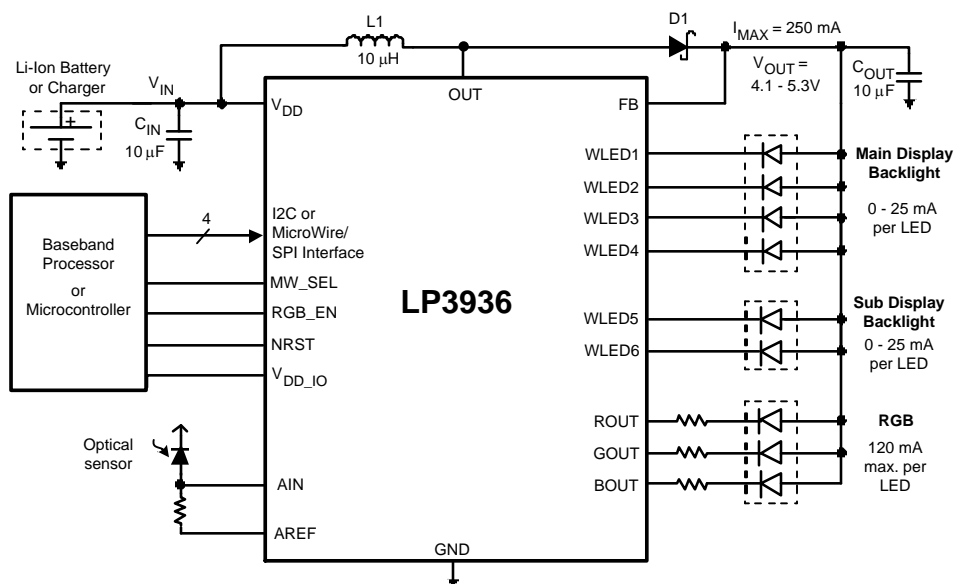 L1
10 µH
D1
I_MAX = 250 mA
V_OUT =
4.1 - 5.3V
C_OUT
10 µF
Li-Ion Battery
or Charger
V_IN
+
C_IN
10 µF
V_DD
OUT
FB
Baseband
Processor
or
Microcontroller
4
I2C or
MicroWire/
SPI Interface
MW_SEL
RGB_EN
NRST
V_DD_IO
LP3936
WLED1
WLED2
WLED3
WLED4
Main Display
Backlight
0 - 25 mA
per LED
WLED5
WLED6
Sub Display
Backlight
0 - 25 mA
per LED
ROUT
GOUT
BOUT
RGB
120 mA
max. per
LED
Optical
sensor
AIN
AREF
GND